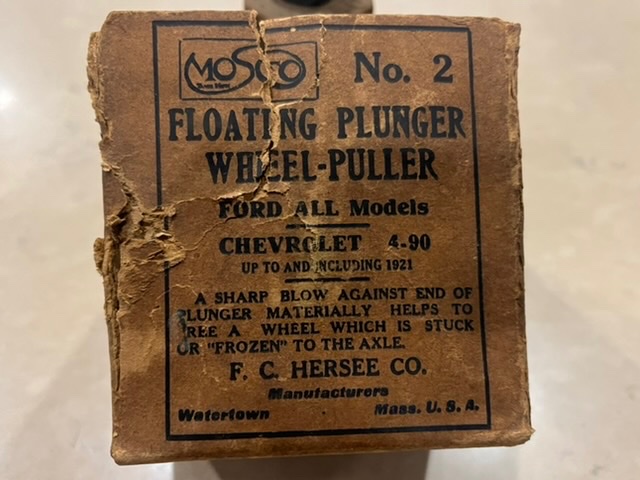 MOSCO
No. 2
FLOATING PLUNGER
WHEEL-PULLER
FORD ALL Models
CHEVROLET 4-90
UP TO AND INCLUDING 1921
A SHARP BLOW AGAINST END OF
PLUNGER MATERIALLY HELPS TO
FREE A WHEEL WHICH IS STUCK
OR "FROZEN" TO THE AXLE.
F. C. HERSEE CO.
Manufacturers
Watertown Mass. U. S. A.